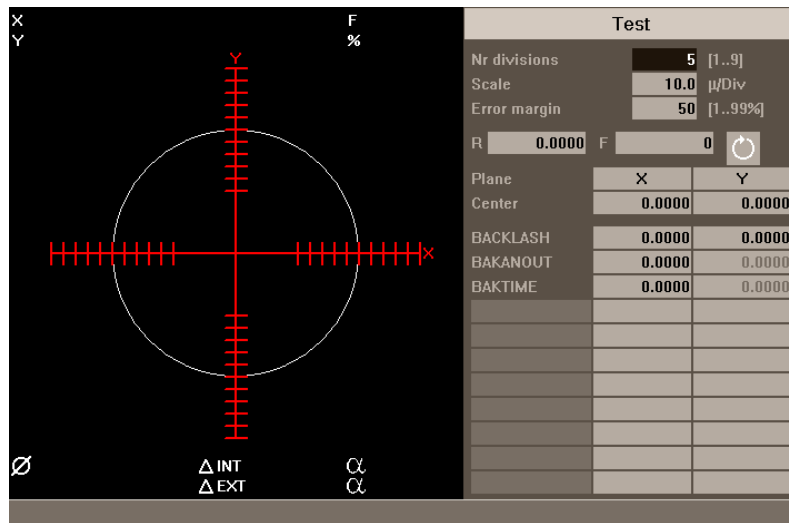 X F
Y %
Y
X
Ø Δ INT α
Δ EXT α
Test
Nr divisions 5 [1..9]
Scale 10.0 µ/Div
Error margin 50 [1..99%]
R 0.0000 F 0
Plane X Y
Center 0.0000 0.0000
BACKLASH 0.0000 0.0000
BAKANOUT 0.0000 0.0000
BAKTIME 0.0000 0.0000